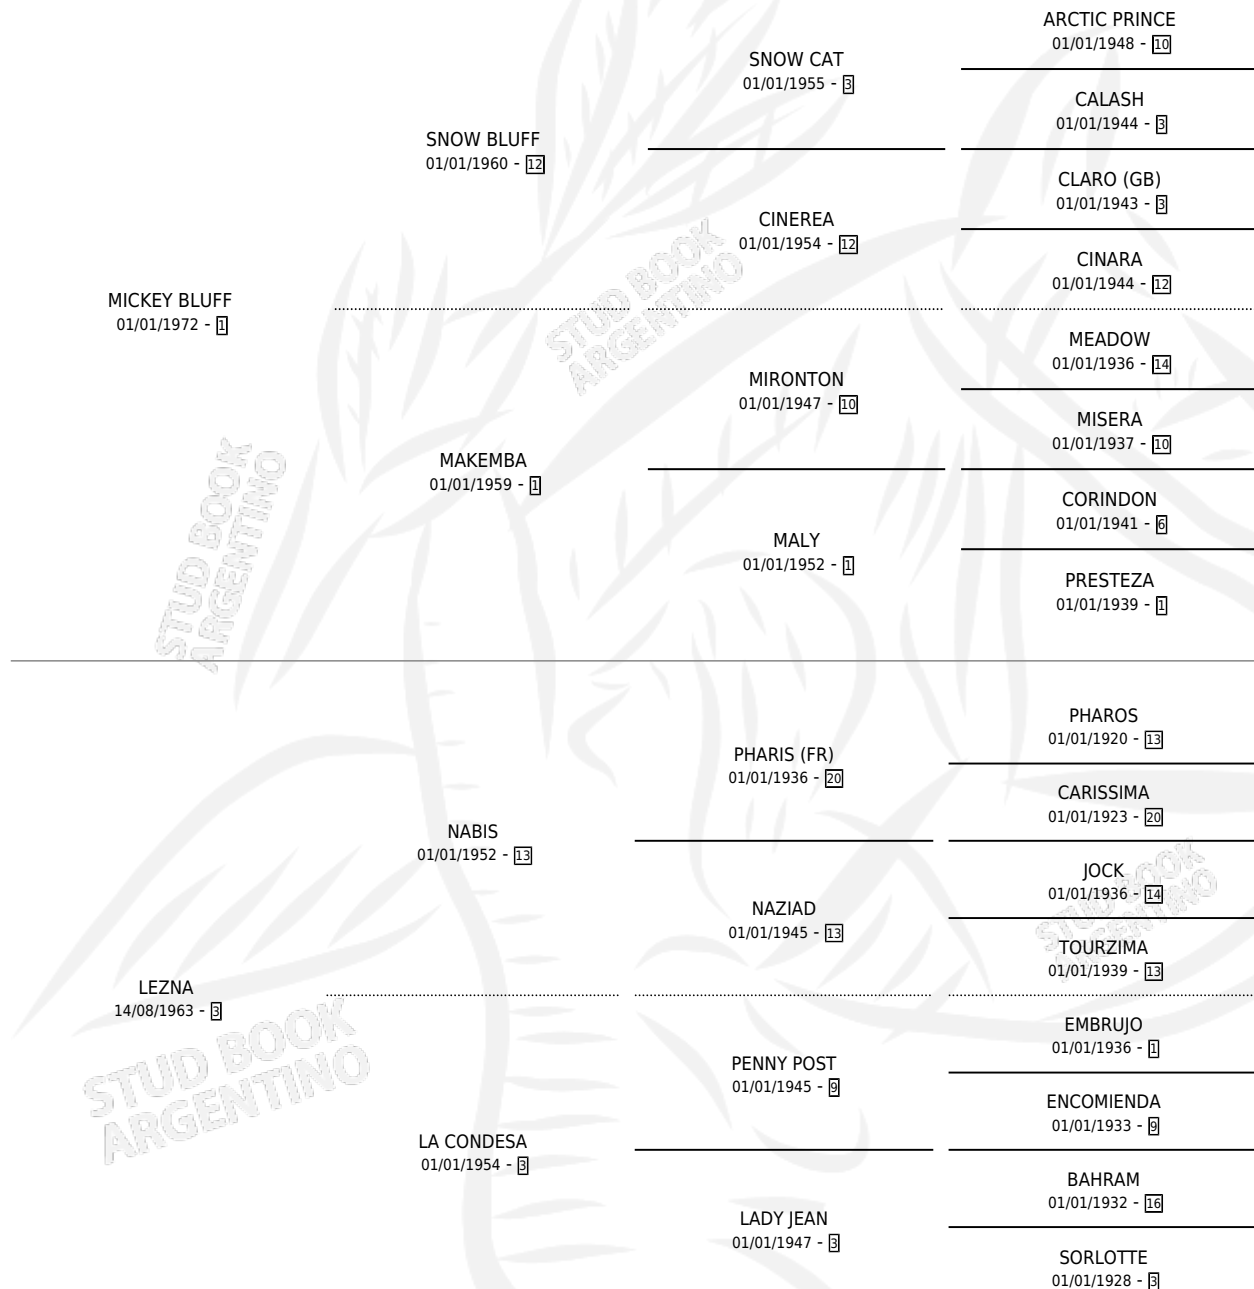 ARCTIC PRINCE
01/01/1948 - 10
SNOW CAT
01/01/1955 - 3
CALASH
01/01/1944 - 3
SNOW BLUFF
01/01/1960 - 12
CLARO (GB)
01/01/1943 - 3
CINEREA
01/01/1954 - 12
CINARA
01/01/1944 - 12
MICKEY BLUFF
01/01/1972 - 1
MEADOW
01/01/1936 - 14
MIRONTON
01/01/1947 - 10
MISERA
01/01/1937 - 10
MAKEMBA
01/01/1959 - 1
CORINDON
01/01/1941 - 6
MALY
01/01/1952 - 1
PRESTEZA
01/01/1939 - 1
PHAROS
01/01/1920 - 13
PHARIS (FR)
01/01/1936 - 20
CARISSIMA
01/01/1923 - 20
NABIS
01/01/1952 - 13
JOCK
01/01/1936 - 14
NAZIAD
01/01/1945 - 13
TOURZIMA
01/01/1939 - 13
LEZNA
14/08/1963 - 3
EMBRUJO
01/01/1936 - 1
PENNY POST
01/01/1945 - 9
ENCOMIENDA
01/01/1933 - 9
LA CONDESA
01/01/1954 - 3
BAHRAM
01/01/1932 - 16
LADY JEAN
01/01/1947 - 3
SORLOTTE
01/01/1928 - 3
STUD BOOK
ARGENTINO
STUD BOOK
ARGENTINO
STUD BOOK
ARGENTINO
STUD BOOK
ARGENTINO